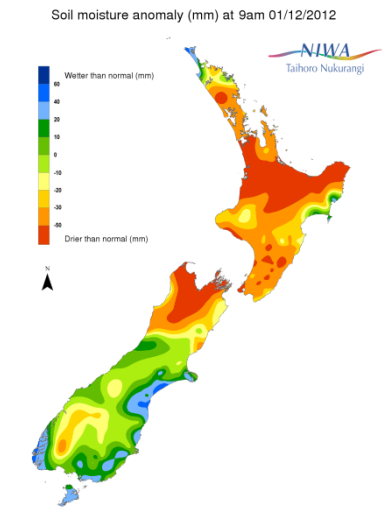 Soil moisture anomaly (mm) at 9am 01/12/2012
NIWA
Taihoro Nukurangi
Wetter than normal (mm)
60
40
20
10
0
-10
-20
-30
-50
Drier than normal (mm)
N